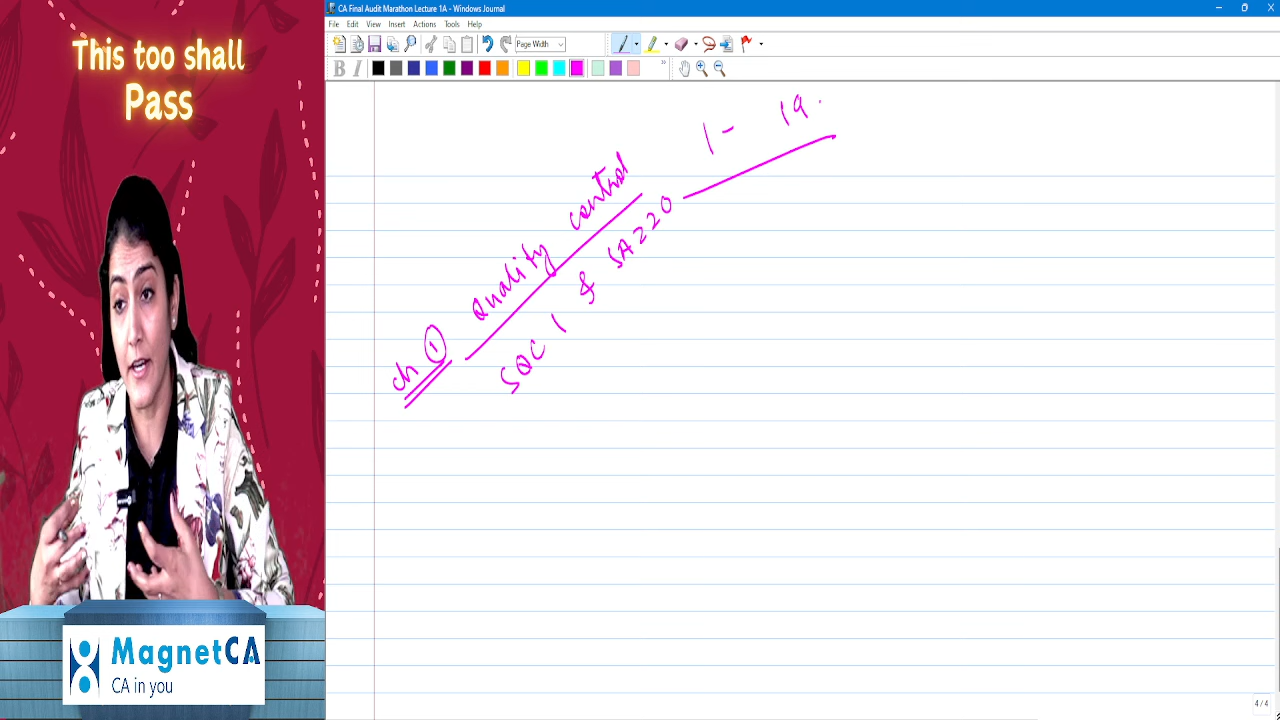 This too shall
Pass
CA Final Audit Marathon Lecture 1A - Windows Journal
File Edit View Insert Actions Tools Help
Page Width
B I
1 - 19.
Ch ① Quality control
SQC 1 & SA220
MagnetCA
CA in you
4 / 4